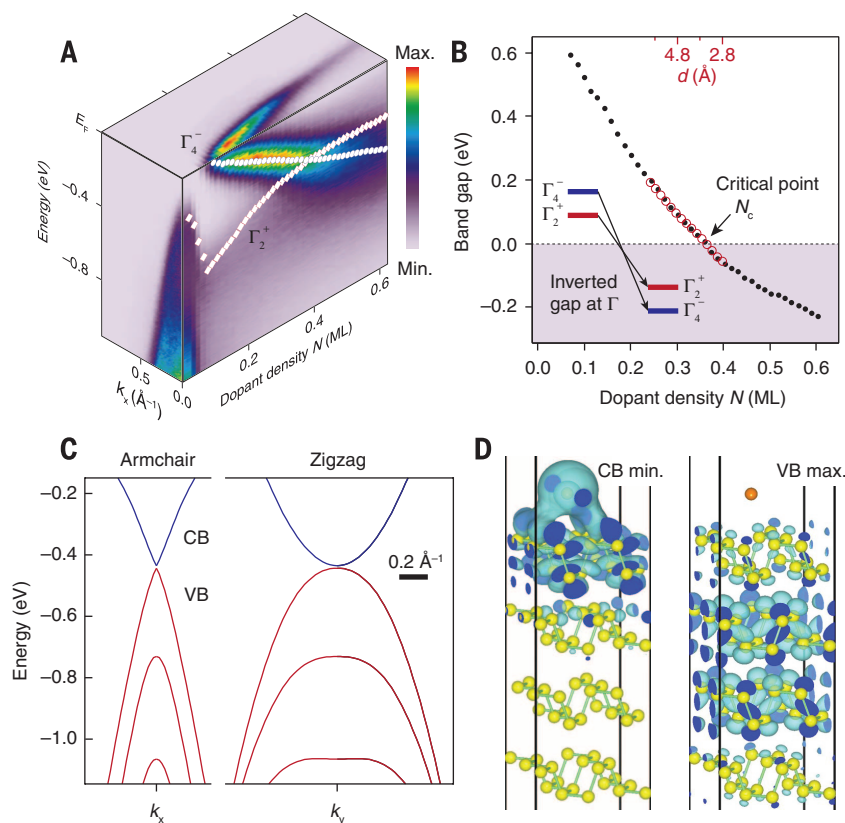 A
Max.
Min.
E_F
−0.4
−0.8
Energy (eV)
Γ₄⁻
Γ₂⁺
0.5
0.0
kₓ (Å⁻¹)
0.2
0.4
0.6
Dopant density N (ML)
B
4.8 2.8
d (Å)
0.6
0.4
0.2
0.0
−0.2
Band gap (eV)
Γ₄⁻
Γ₂⁺
Critical point
N_c
Inverted
gap at Γ
Γ₂⁺
Γ₄⁻
0.0 0.1 0.2 0.3 0.4 0.5 0.6
Dopant density N (ML)
C
Armchair Zigzag
−0.2
−0.4
−0.6
−0.8
−1.0
Energy (eV)
CB
VB
0.2 Å⁻¹
kₓ k_y
D
CB min. VB max.